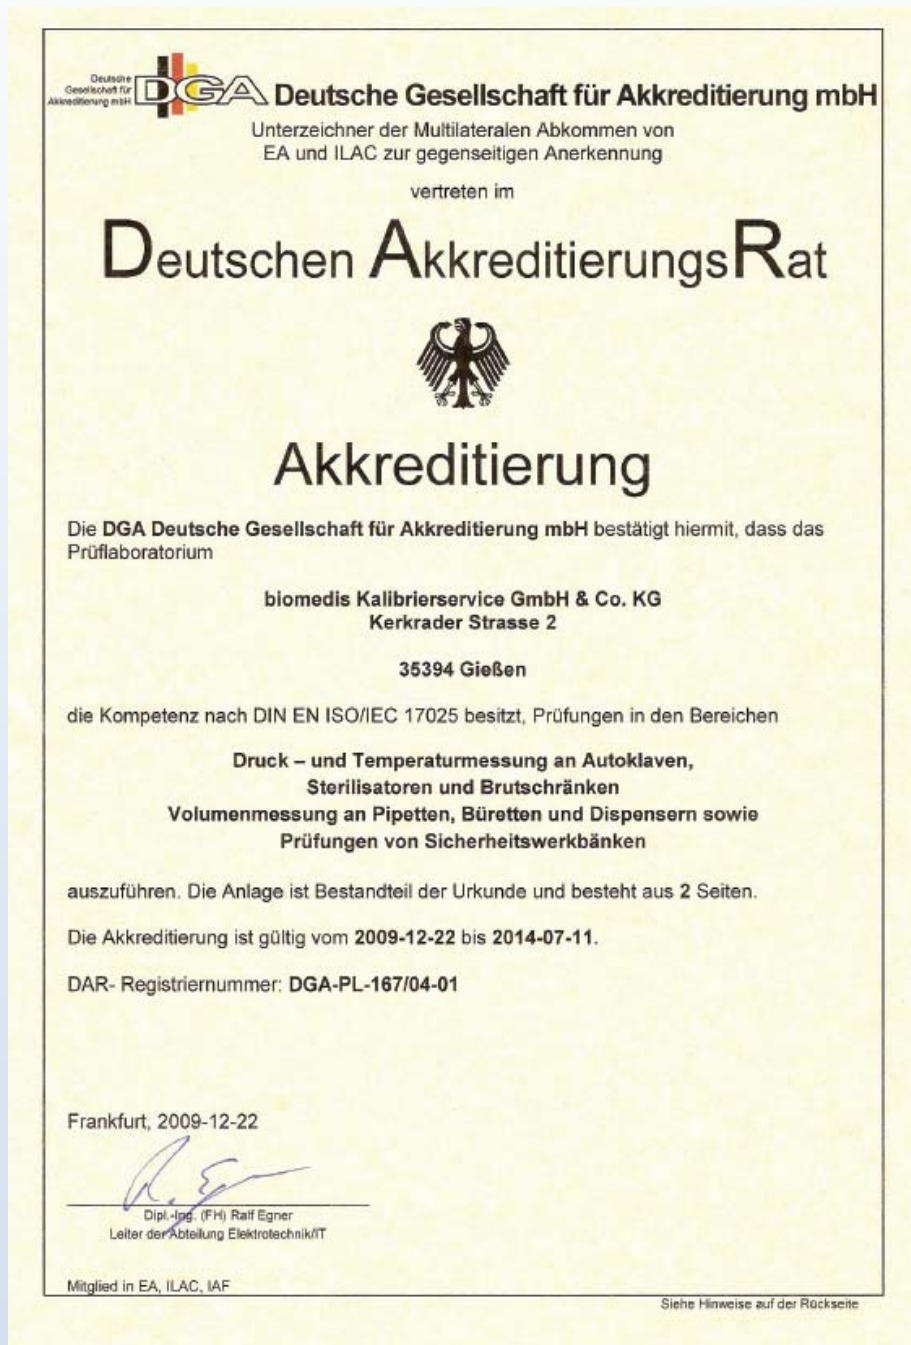 Deutsche
Gesellschaft für
Akkreditierung mbH
DGA Deutsche Gesellschaft für Akkreditierung mbH
Unterzeichner der Multilateralen Abkommen von
EA und ILAC zur gegenseitigen Anerkennung
vertreten im
Deutschen AkkreditierungsRat
Akkreditierung
Die DGA Deutsche Gesellschaft für Akkreditierung mbH bestätigt hiermit, dass das
Prüflaboratorium
biomedis Kalibrierservice GmbH & Co. KG
Kerkrader Strasse 2
35394 Gießen
die Kompetenz nach DIN EN ISO/IEC 17025 besitzt, Prüfungen in den Bereichen
Druck – und Temperaturmessung an Autoklaven,
Sterilisatoren und Brutschränken
Volumenmessung an Pipetten, Büretten und Dispensern sowie
Prüfungen von Sicherheitswerkbänken
auszuführen. Die Anlage ist Bestandteil der Urkunde und besteht aus 2 Seiten.
Die Akkreditierung ist gültig vom 2009-12-22 bis 2014-07-11.
DAR- Registriernummer: DGA-PL-167/04-01
Frankfurt, 2009-12-22
R. Egner
Dipl.-Ing. (FH) Ralf Egner
Leiter der Abteilung Elektrotechnik/IT
Mitglied in EA, ILAC, IAF
Siehe Hinweise auf der Rückseite